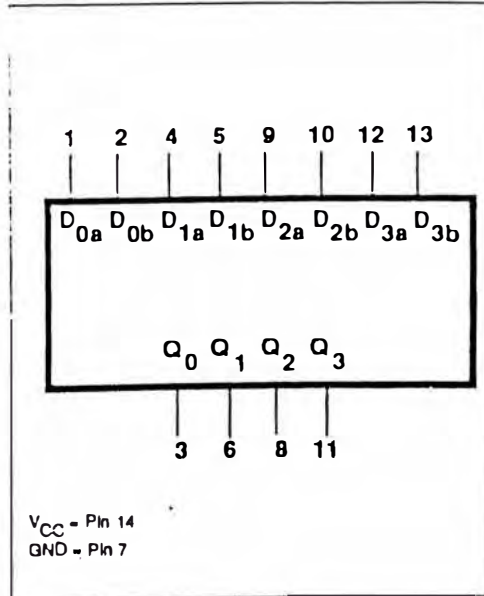 1 2 4 5 9 10 12 13
D0a D0b D1a D1b D2a D2b D3a D3b
Q0 Q1 Q2 Q3
3 6 8 11
VCC = Pin 14
GND = Pin 7